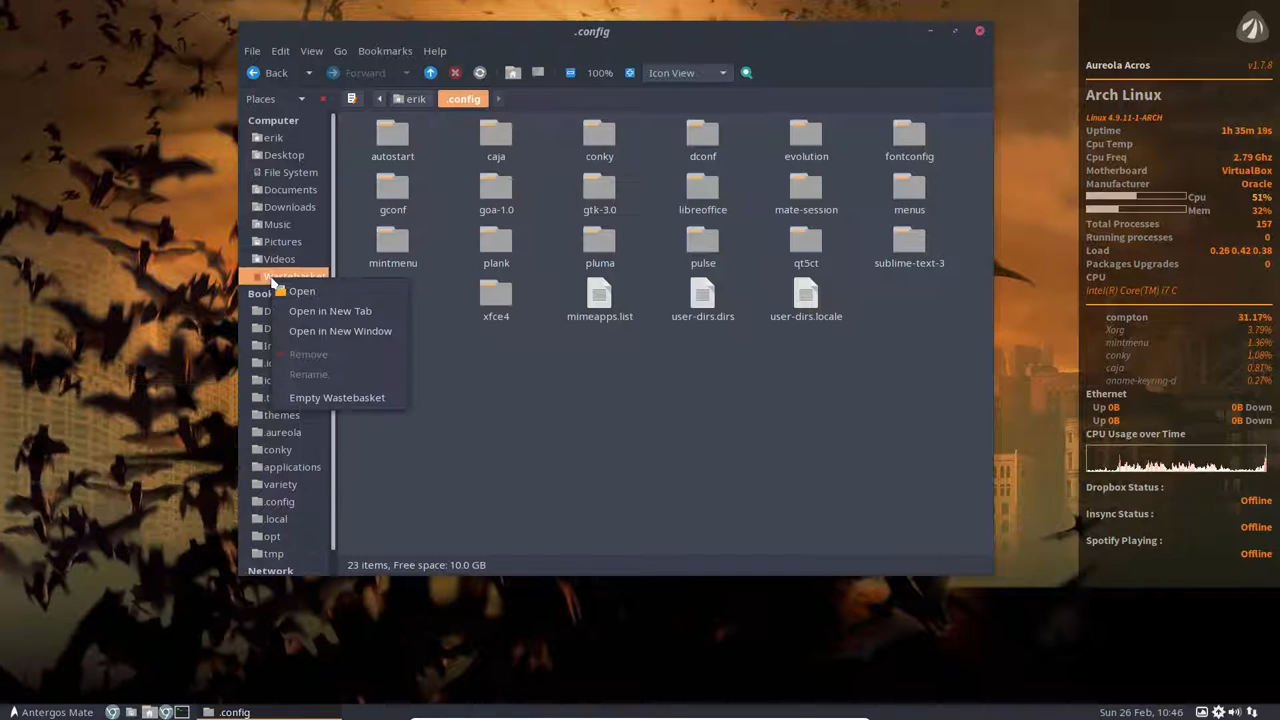 .config
File Edit View Go Bookmarks Help
Back Forward 100% Icon View
Places erik .config
Computer
erik
Desktop
File System
Documents
Downloads
Music
Pictures
Videos
Wastebasket
Open
Open in New Tab
Open in New Window
Remove
Rename.
Empty Wastebasket
themes
.aureola
conky
applications
variety
.config
.local
opt
tmp
Network
autostart caja conky dconf evolution fontconfig
gconf goa-1.0 gtk-3.0 libreoffice mate-session menus
mintmenu plank pluma pulse qt5ct sublime-text-3
xfce4 mimeapps.list user-dirs.dirs user-dirs.locale
23 items, Free space: 10.0 GB
Aureola Acros v1.7.8
Arch Linux
Linux 4.9.11-1-ARCH
Uptime 1h 35m 19s
Cpu Temp
Cpu Freq 2.79 Ghz
Motherboard VirtualBox
Manufacturer Oracle
Cpu 51%
Mem 32%
Total Processes 157
Running processes 0
Load 0.26 0.42 0.38
Packages Upgrades 0
CPU
Intel(R) Core(TM) i7 C
compton 31.17%
Xorg 3.79%
mintmenu 1.36%
conky 1.08%
caja 0.81%
gnome-keyring-d 0.27%
Ethernet
Up 0B 0B Down
Up 0B 0B Down
CPU Usage over Time
Dropbox Status :
Offline
Insync Status :
Offline
Spotify Playing :
Offline
Antergos Mate .config Sun 26 Feb, 10:46